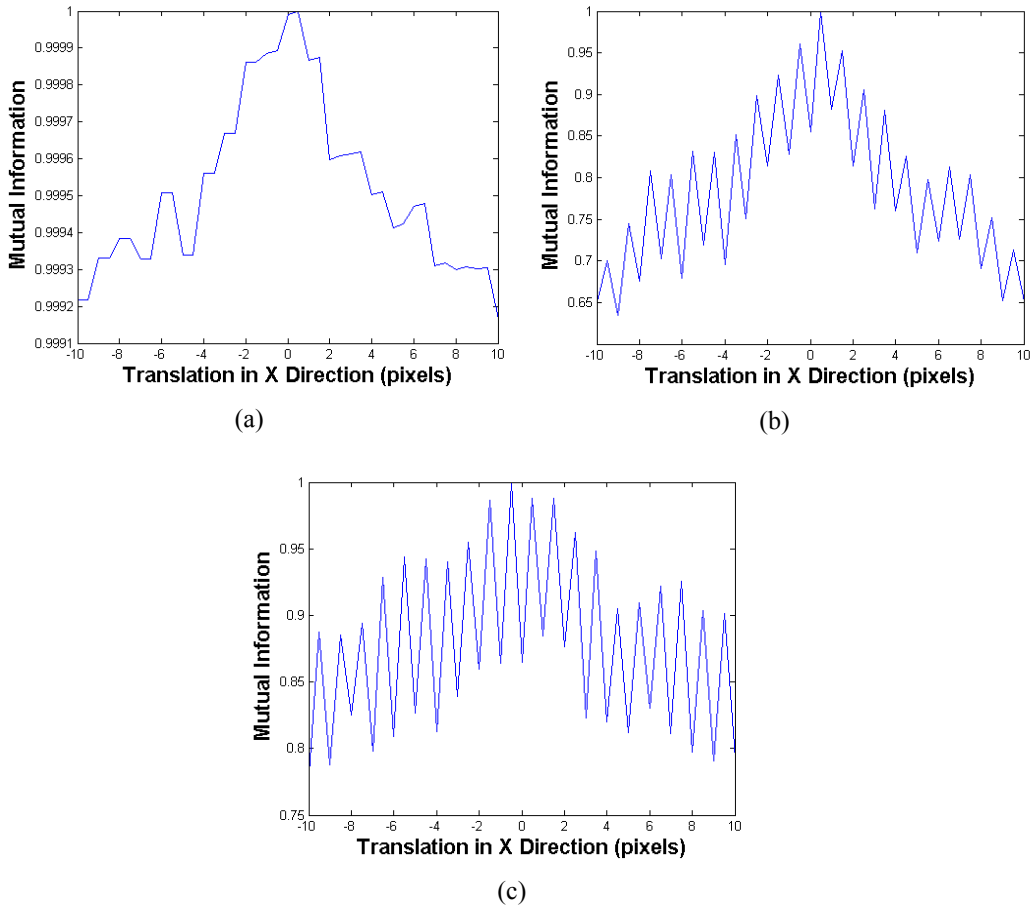 1
0.9999
0.9998
0.9997
0.9996
0.9995
0.9994
0.9993
0.9992
0.9991
Mutual Information
-10 -8 -6 -4 -2 0 2 4 6 8 10
Translation in X Direction (pixels)
(a)
1
0.95
0.9
0.85
0.8
0.75
0.7
0.65
Mutual Information
-10 -8 -6 -4 -2 0 2 4 6 8 10
Translation in X Direction (pixels)
(b)
1
0.95
0.9
0.85
0.8
0.75
Mutual Information
-10 -8 -6 -4 -2 0 2 4 6 8 10
Translation in X Direction (pixels)
(c)